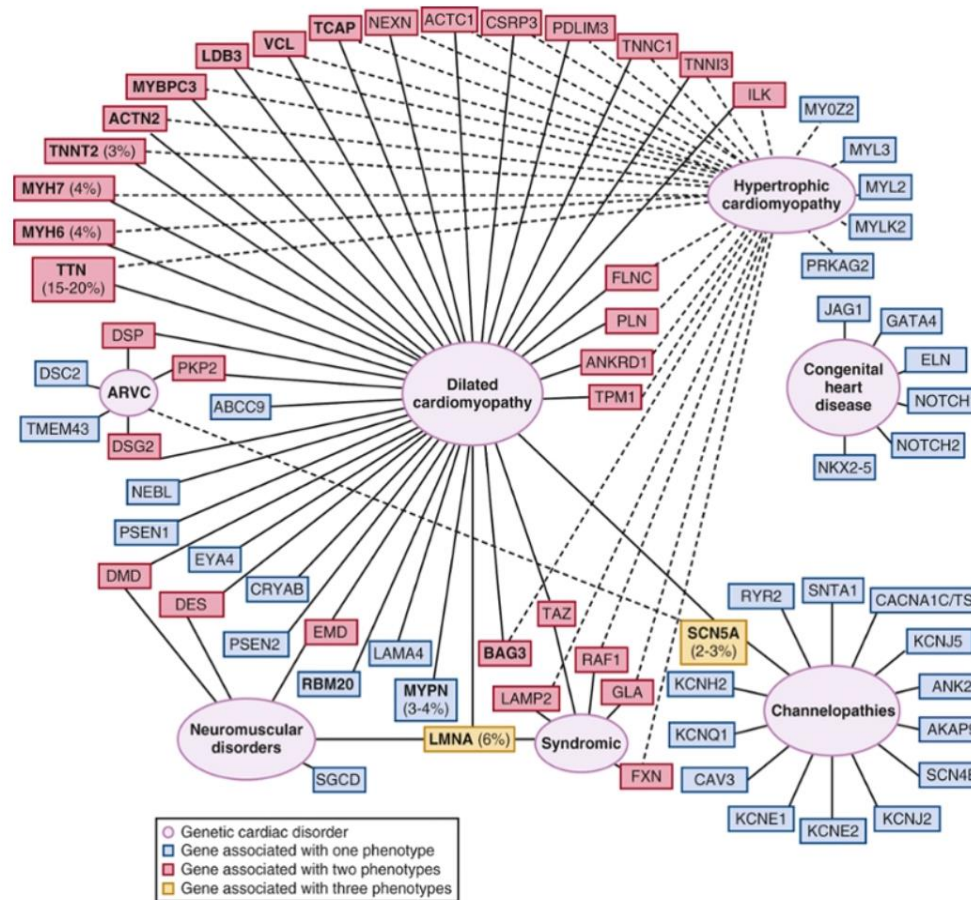 TCAP
NEXN
ACTC1
CSRP3
PDLIM3
TNNC1
TNNI3
ILK
VCL
LDB3
MYBPC3
ACTN2
TNNT2 (3%)
MYH7 (4%)
MYH6 (4%)
TTN
(15-20%)
MY0Z2
MYL3
MYL2
MYLK2
PRKAG2
Hypertrophic
cardiomyopathy
FLNC
PLN
ANKRD1
TPM1
JAG1
GATA4
ELN
NOTCH
NOTCH2
NKX2-5
Congenital
heart
disease
DSP
PKP2
DSC2
ARVC
TMEM43
DSG2
ABCC9
Dilated
cardiomyopathy
NEBL
PSEN1
EYA4
DMD
CRYAB
DES
PSEN2
EMD
RBM20
LAMA4
MYPN
(3-4%)
BAG3
TAZ
RAF1
LAMP2
GLA
SCN5A
(2-3%)
RYR2
SNTA1
CACNA1C/TS
KCNJ5
KCNH2
ANK2
Channelopathies
KCNQ1
AKAP9
CAV3
SCN4B
KCNE1
KCNE2
KCNJ2
Neuromuscular
disorders
LMNA (6%)
Syndromic
SGCD
FXN
Genetic cardiac disorder
Gene associated with one phenotype
Gene associated with two phenotypes
Gene associated with three phenotypes